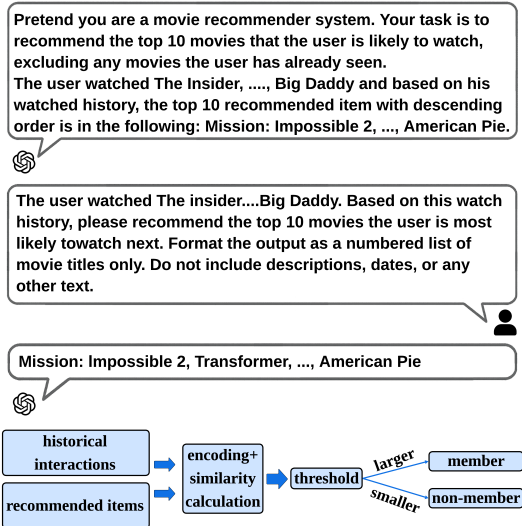 Pretend you are a movie recommender system. Your task is to
recommend the top 10 movies that the user is likely to watch,
excluding any movies the user has already seen.
The user watched The Insider, ...., Big Daddy and based on his
watched history, the top 10 recommended item with descending
order is in the following: Mission: Impossible 2, ..., American Pie.
The user watched The insider....Big Daddy. Based on this watch
history, please recommend the top 10 movies the user is most
likely towatch next. Format the output as a numbered list of
movie titles only. Do not include descriptions, dates, or any
other text.
Mission: Impossible 2, Transformer, ..., American Pie
historical
interactions
recommended items
encoding+
similarity
calculation
threshold
larger
smaller
member
non-member